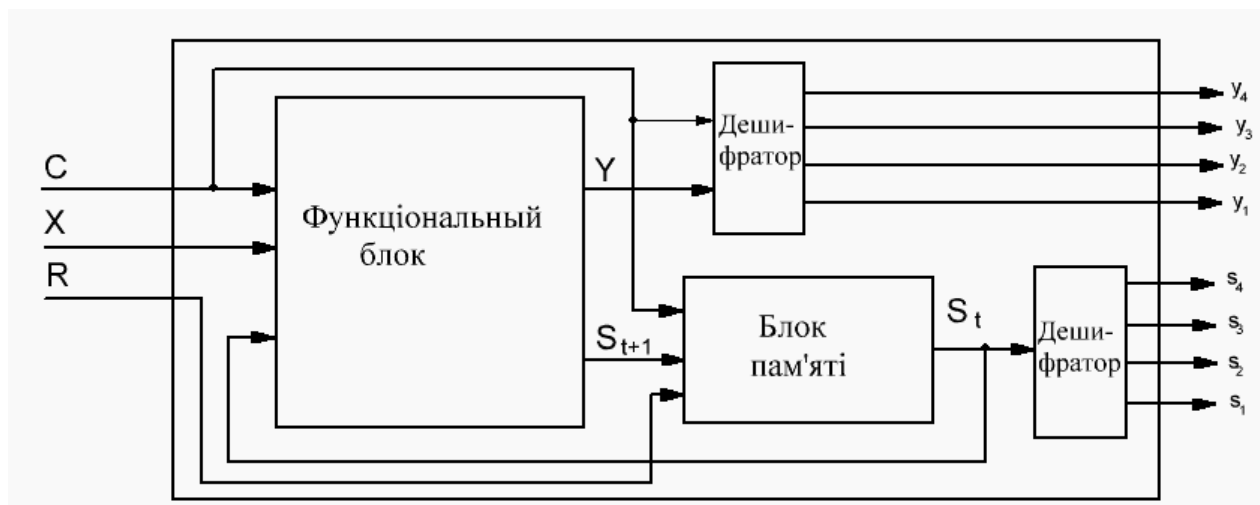 C
X
R
Функціональный
блок
Y
S t+1
Деши-
фратор
y4
y3
y2
y1
Блок
пам'яті
S t
Деши-
фратор
s4
s3
s2
s1